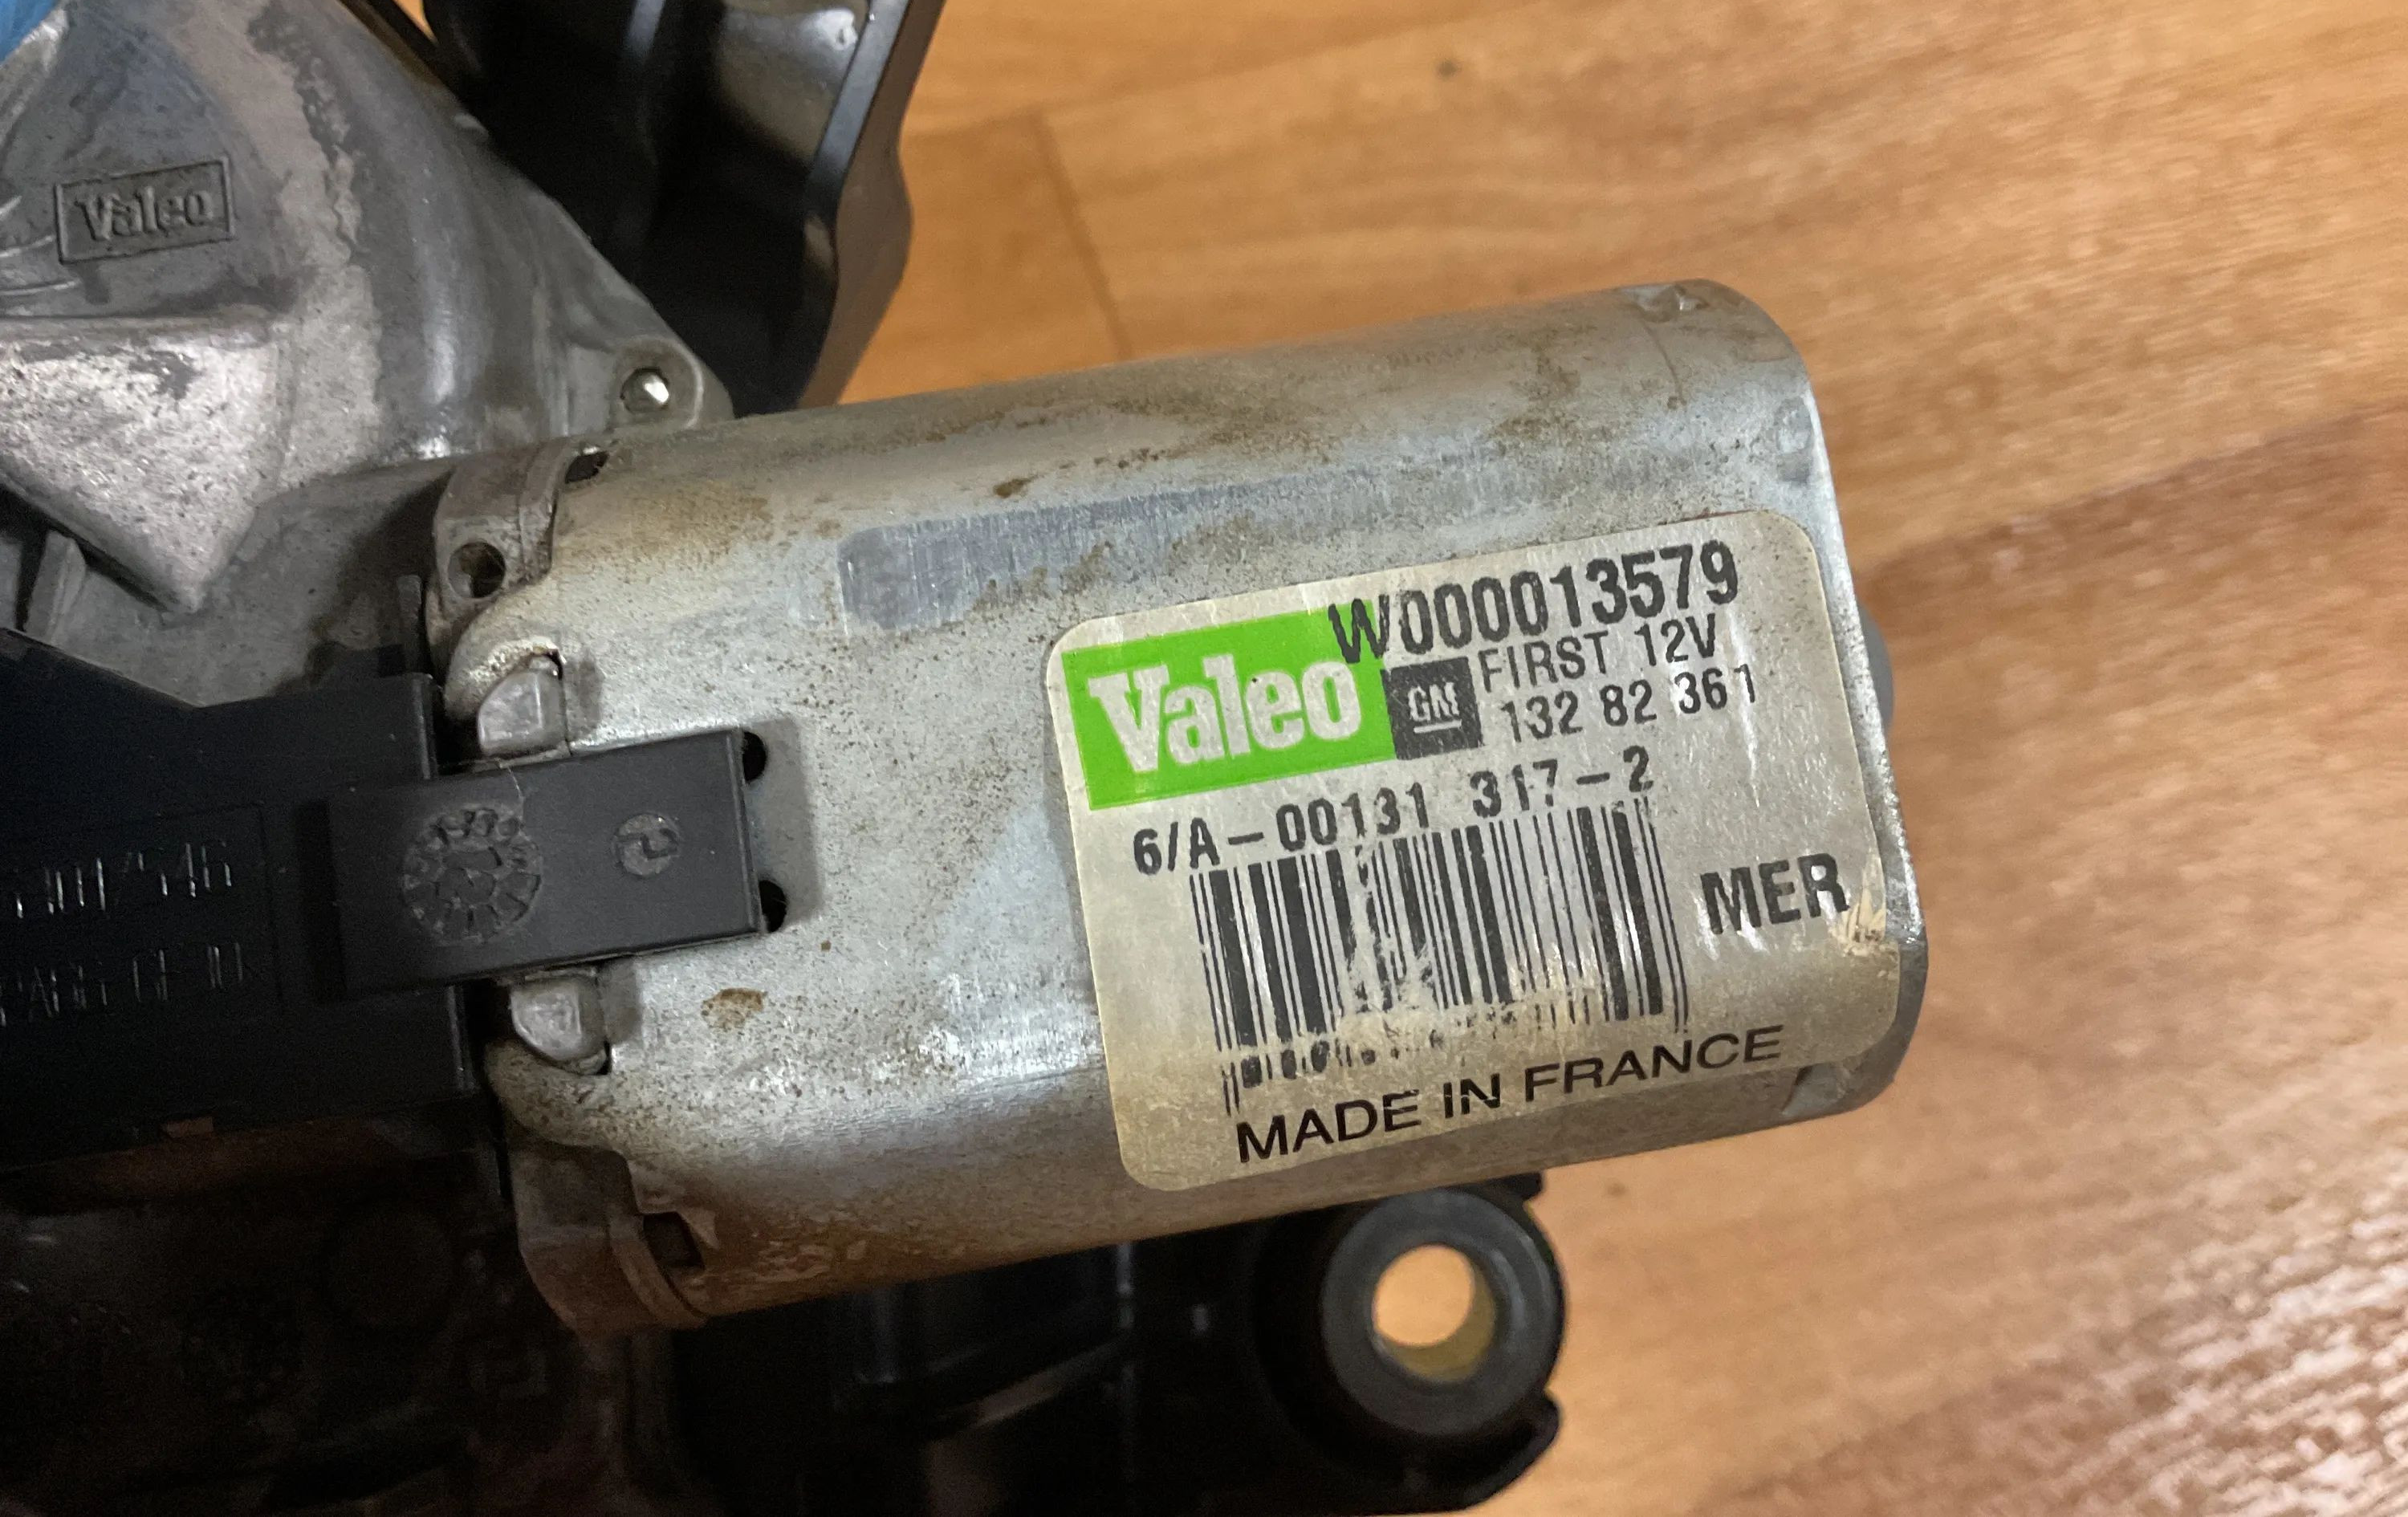 Valeo
W000013579
Valeo
GM
FIRST 12V
132 82 361
6/A-00131 317-2
MER
MADE IN FRANCE